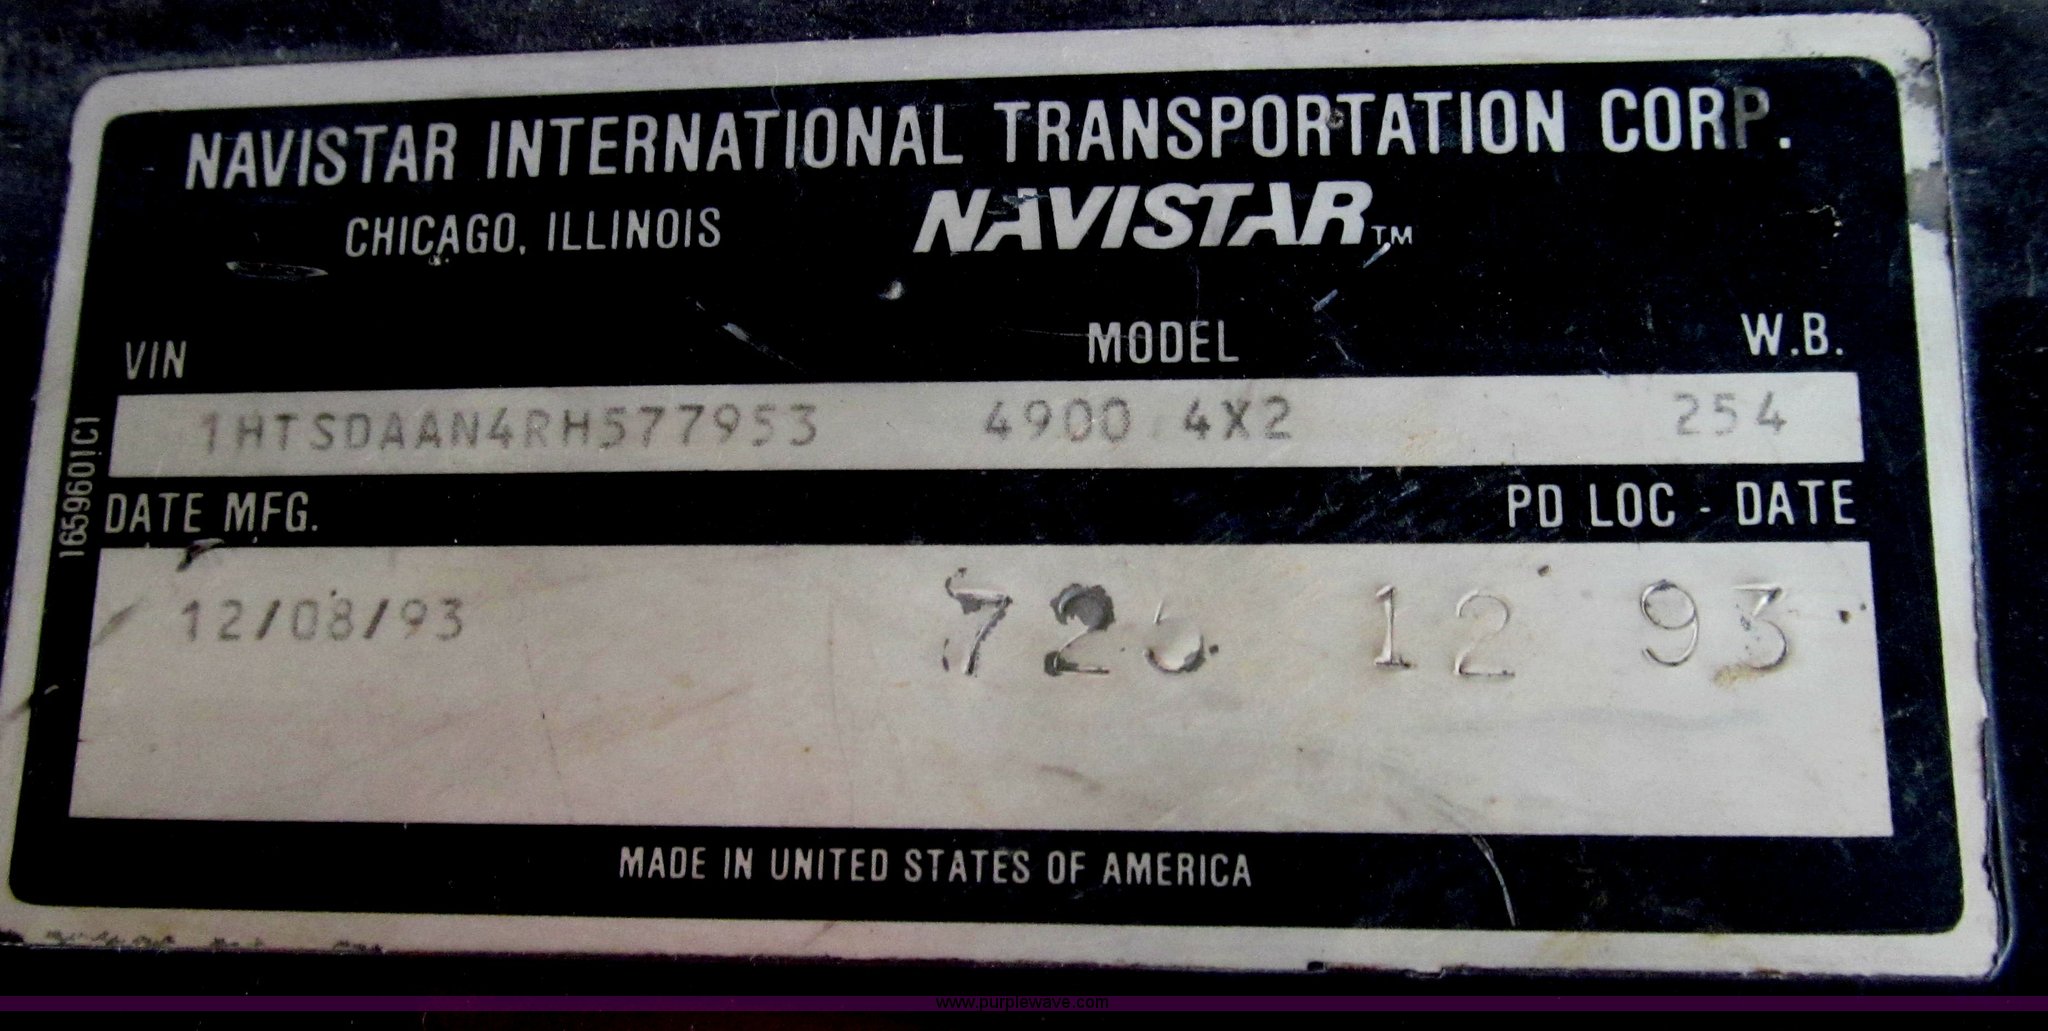 NAVISTAR INTERNATIONAL TRANSPORTATION CORP.
CHICAGO, ILLINOIS NAVISTAR TM
VIN MODEL W.B.
1HTSDAAN4RH577953 4900 4X2 254
1659601C1
DATE MFG. PD LOC - DATE
12/08/93 12 93
MADE IN UNITED STATES OF AMERICA
www.purplewave.com